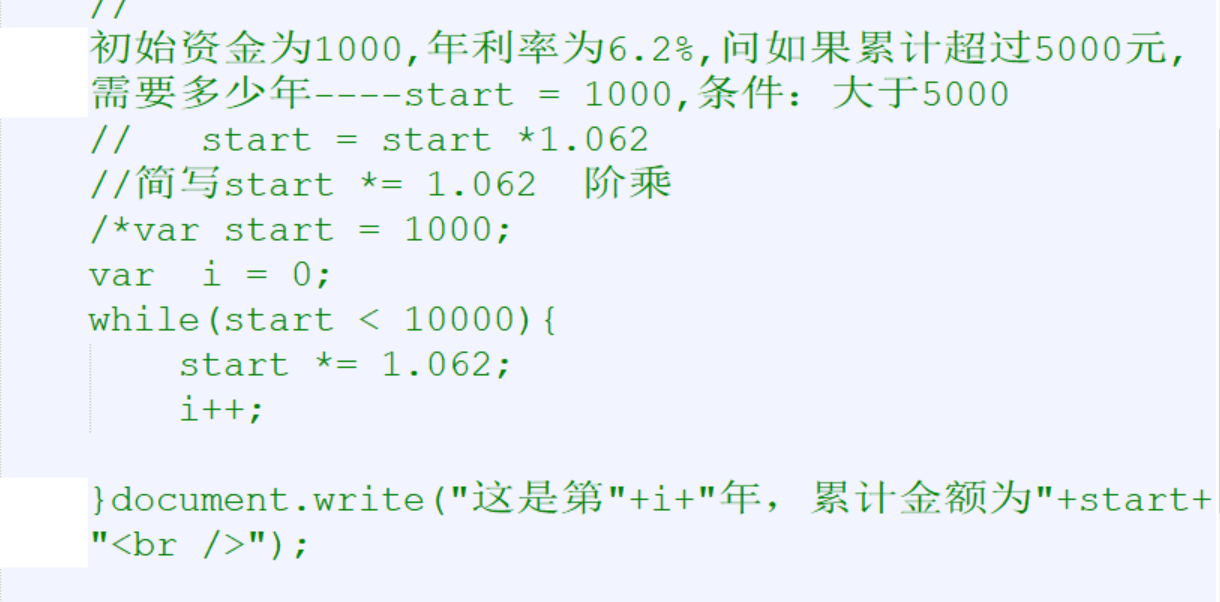 //
初始资金为1000,年利率为6.2%,问如果累计超过5000元,
需要多少年----start = 1000,条件: 大于5000
//   start = start *1.062
//简写start *= 1.062  阶乘
/*var start = 1000;
var  i = 0;
while(start < 10000){
    start *= 1.062;
    i++;
}document.write("这是第"+i+"年，累计金额为"+start+
"<br />");